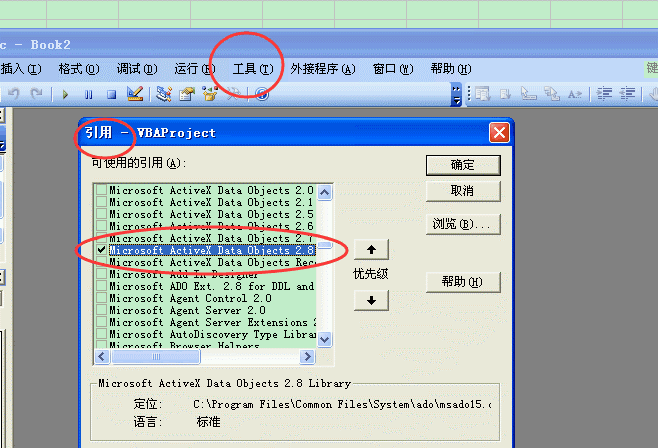 c - Book2
插入(I) 格式(O) 调试(D) 运行(R) 工具(T) 外接程序(A) 窗口(W) 帮助(H) 键
引用 - VBAProject
可使用的引用(A):
确定
取消
浏览(B)...
帮助(H)
优先级
Microsoft ActiveX Data Objects 2.0
Microsoft ActiveX Data Objects 2.1
Microsoft ActiveX Data Objects 2.5
Microsoft ActiveX Data Objects 2.6
Microsoft ActiveX Data Objects 2.
Microsoft ActiveX Data Objects 2.8
Microsoft ActiveX Data Objects Rec
Microsoft Add-In Designer
Microsoft ADO Ext. 2.8 for DDL and
Microsoft Agent Control 2.0
Microsoft Agent Server 2.0
Microsoft Agent Server Extensions 2
Microsoft AutoDiscovery Type Librar
Microsoft Browser Helpers
Microsoft ActiveX Data Objects 2.8 Library
定位: C:\Program Files\Common Files\System\ado\msado15.
语言: 标准